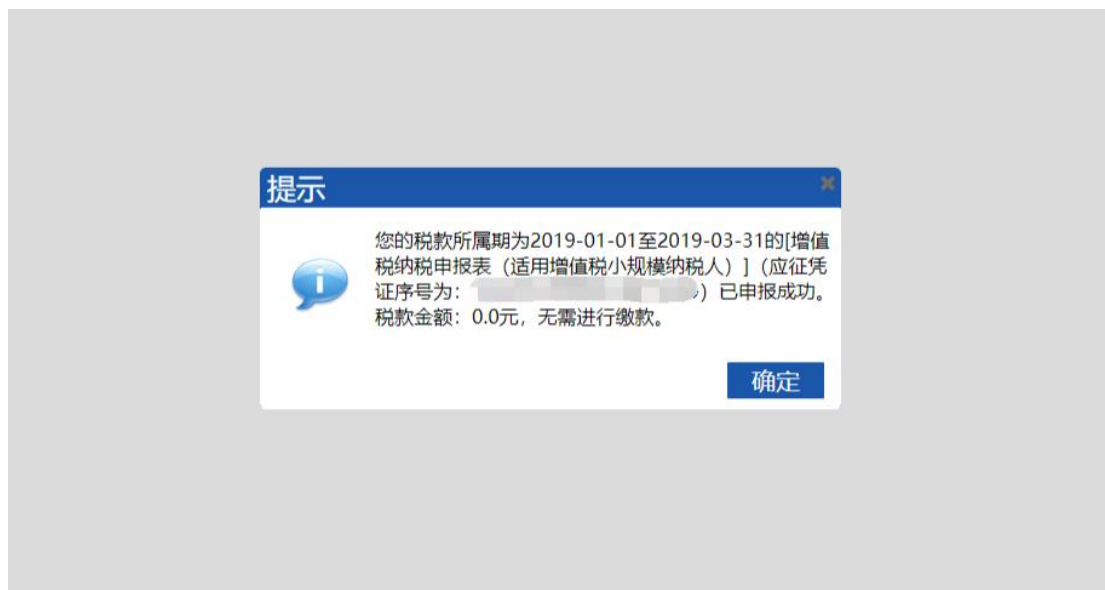 提示
您的税款所属期为2019-01-01至2019-03-31的[增值
税纳税申报表（适用增值税小规模纳税人）]（应征凭
证序号为：）已申报成功。
税款金额：0.0元，无需进行缴款。
确定